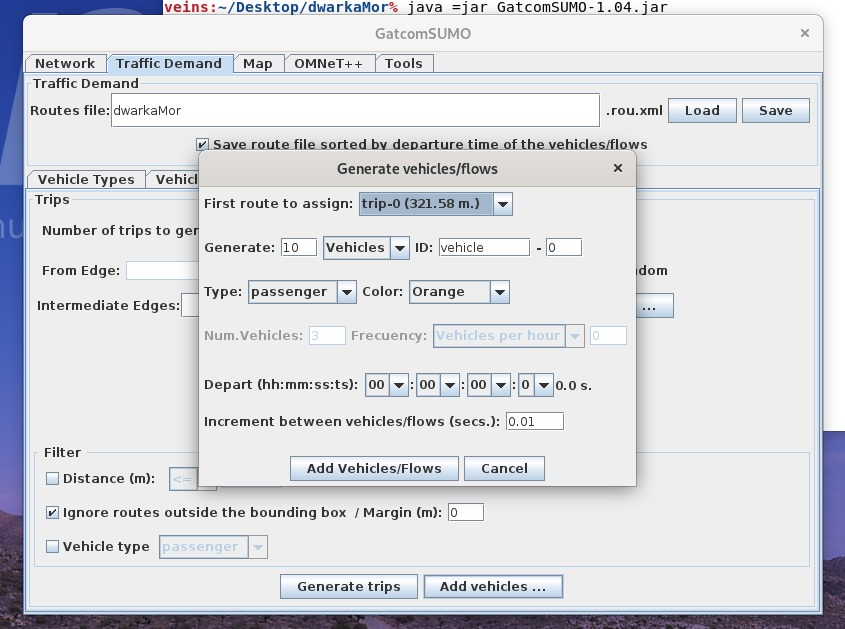 veins:~/Desktop/dwarkaMor% java =jar GatcomSUMO-1.04.jar
GatcomSUMO
Network Traffic Demand Map OMNeT++ Tools
Traffic Demand
Routes file: dwarkaMor .rou.xml Load Save
Save route file sorted by departure time of the vehicles/flows
Vehicle Types Vehicl
Generate vehicles/flows
Trips
First route to assign: trip-0 (321.58 m.)
Number of trips to ger
Generate: 10 Vehicles ID: vehicle - 0
From Edge: dom
Type: passenger Color: Orange
Intermediate Edges: ...
Num.Vehicles: 3 Frecuency: Vehicles per hour 0
Depart (hh:mm:ss:ts): 00 : 00 : 00 : 0 0.0 s.
Increment between vehicles/flows (secs.): 0.01
Filter
Add Vehicles/Flows Cancel
Distance (m): <=
Ignore routes outside the bounding box / Margin (m): 0
Vehicle type passenger
Generate trips Add vehicles ...